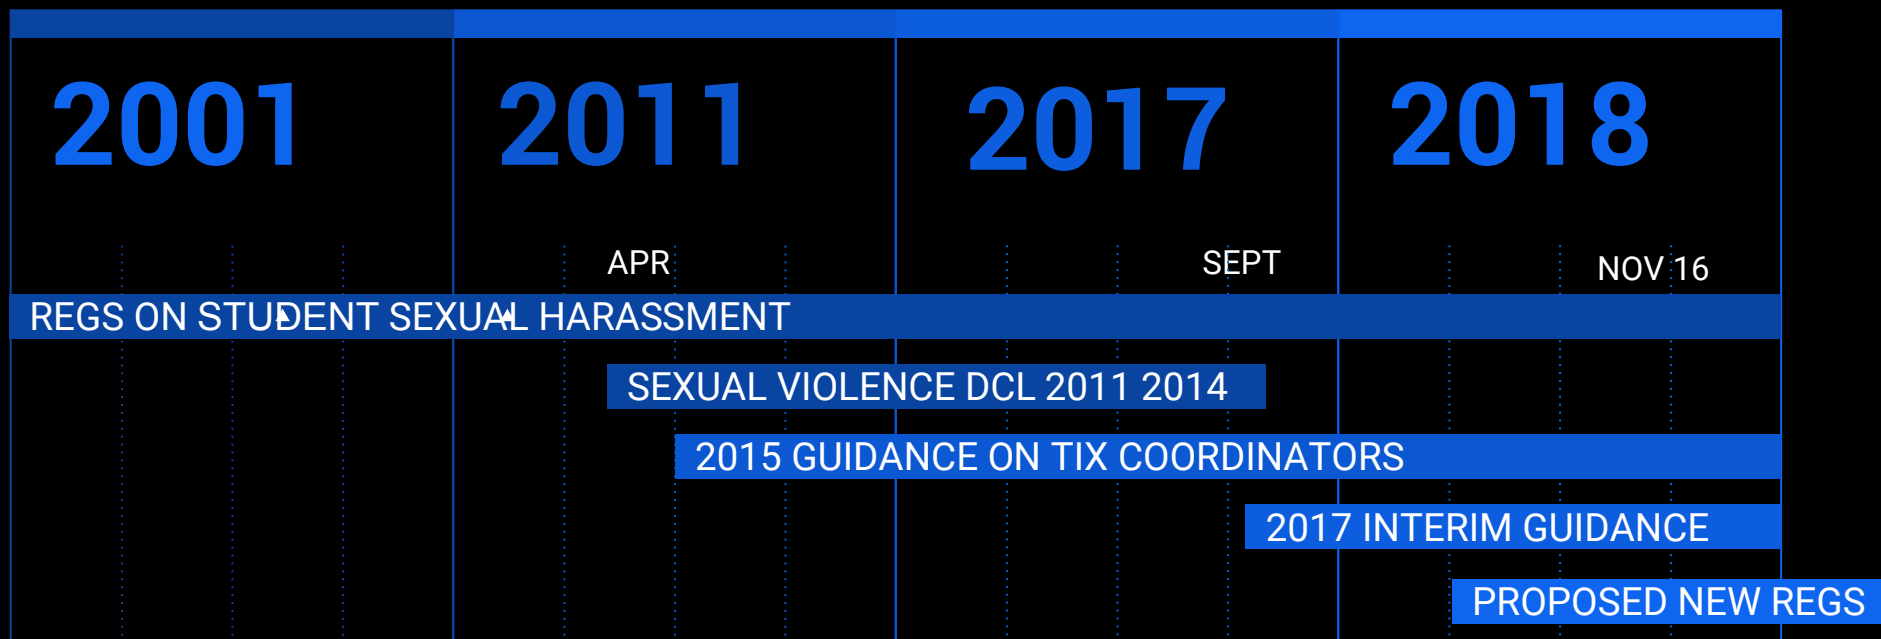 2001 2011 2017 2018
APR SEPT NOV 16
REGS ON STUDENT SEXUAL HARASSMENT
SEXUAL VIOLENCE DCL 2011 2014
2015 GUIDANCE ON TIX COORDINATORS
2017 INTERIM GUIDANCE
PROPOSED NEW REGS